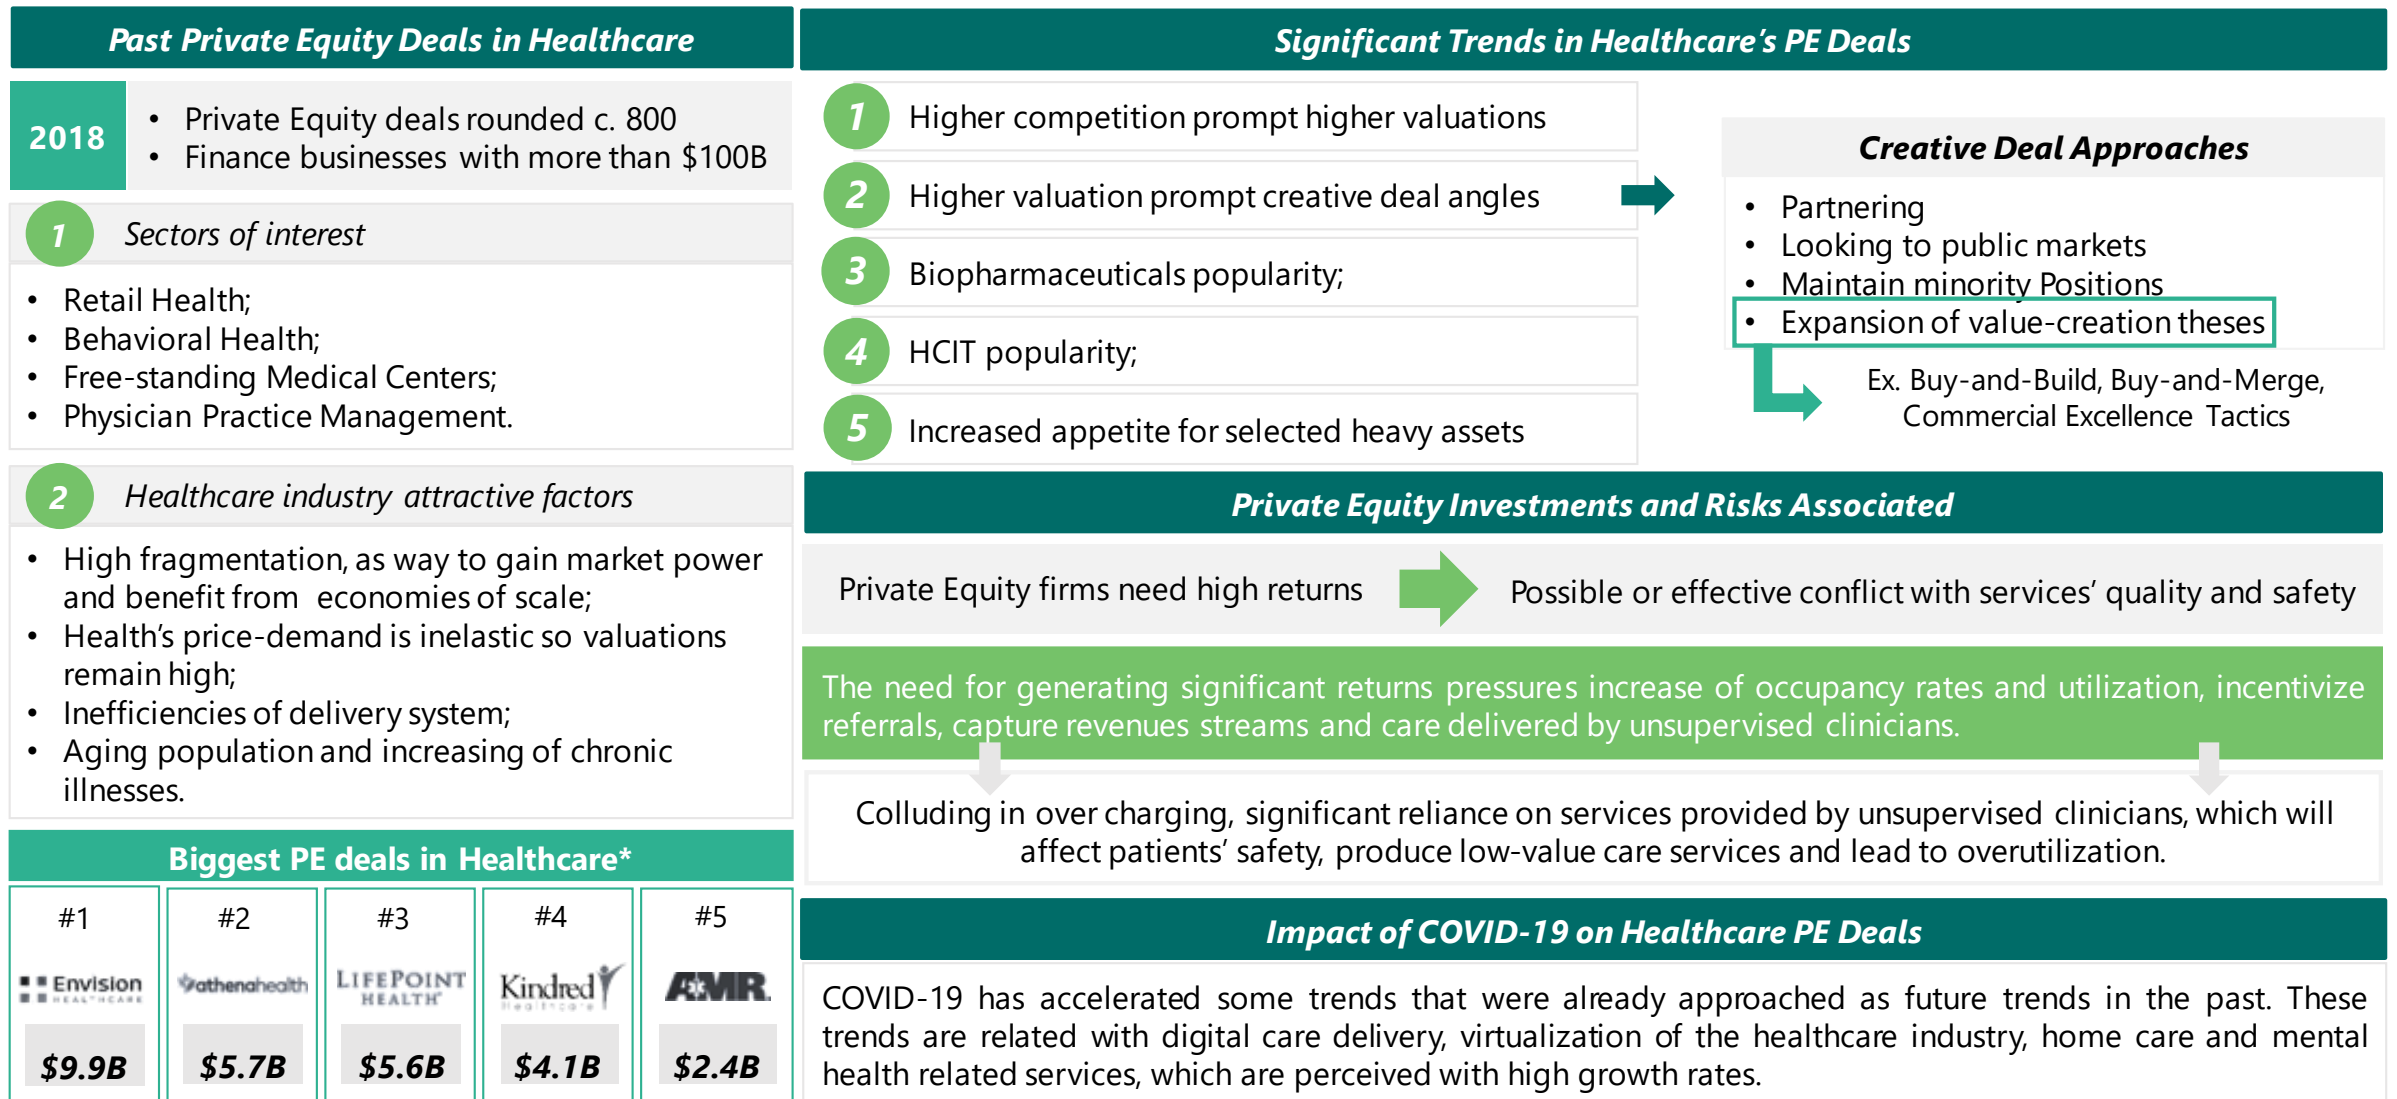 Past Private Equity Deals in Healthcare
2018
• Private Equity deals rounded c. 800
• Finance businesses with more than $100B
1 Sectors of interest
• Retail Health;
• Behavioral Health;
• Free-standing Medical Centers;
• Physician Practice Management.
2 Healthcare industry attractive factors
• High fragmentation, as way to gain market power
and benefit from economies of scale;
• Health's price-demand is inelastic so valuations
remain high;
• Inefficiencies of delivery system;
• Aging population and increasing of chronic
illnesses.
Biggest PE deals in Healthcare*
#1
Envision
HEALTHCARE
$9.9B
#2
athenahealth
$5.7B
#3
LIFEPOINT
HEALTH
$5.6B
#4
Kindred
Healthcare
$4.1B
#5
AMR
$2.4B
Significant Trends in Healthcare's PE Deals
1 Higher competition prompt higher valuations
2 Higher valuation prompt creative deal angles
3 Biopharmaceuticals popularity;
4 HCIT popularity;
5 Increased appetite for selected heavy assets
Creative Deal Approaches
• Partnering
• Looking to public markets
• Maintain minority Positions
• Expansion of value-creation theses
Ex. Buy-and-Build, Buy-and-Merge,
Commercial Excellence Tactics
Private Equity Investments and Risks Associated
Private Equity firms need high returns
Possible or effective conflict with services' quality and safety
The need for generating significant returns pressures increase of occupancy rates and utilization, incentivize
referrals, capture revenues streams and care delivered by unsupervised clinicians.
Colluding in over charging, significant reliance on services provided by unsupervised clinicians, which will
affect patients' safety, produce low-value care services and lead to overutilization.
Impact of COVID-19 on Healthcare PE Deals
COVID-19 has accelerated some trends that were already approached as future trends in the past. These
trends are related with digital care delivery, virtualization of the healthcare industry, home care and mental
health related services, which are perceived with high growth rates.